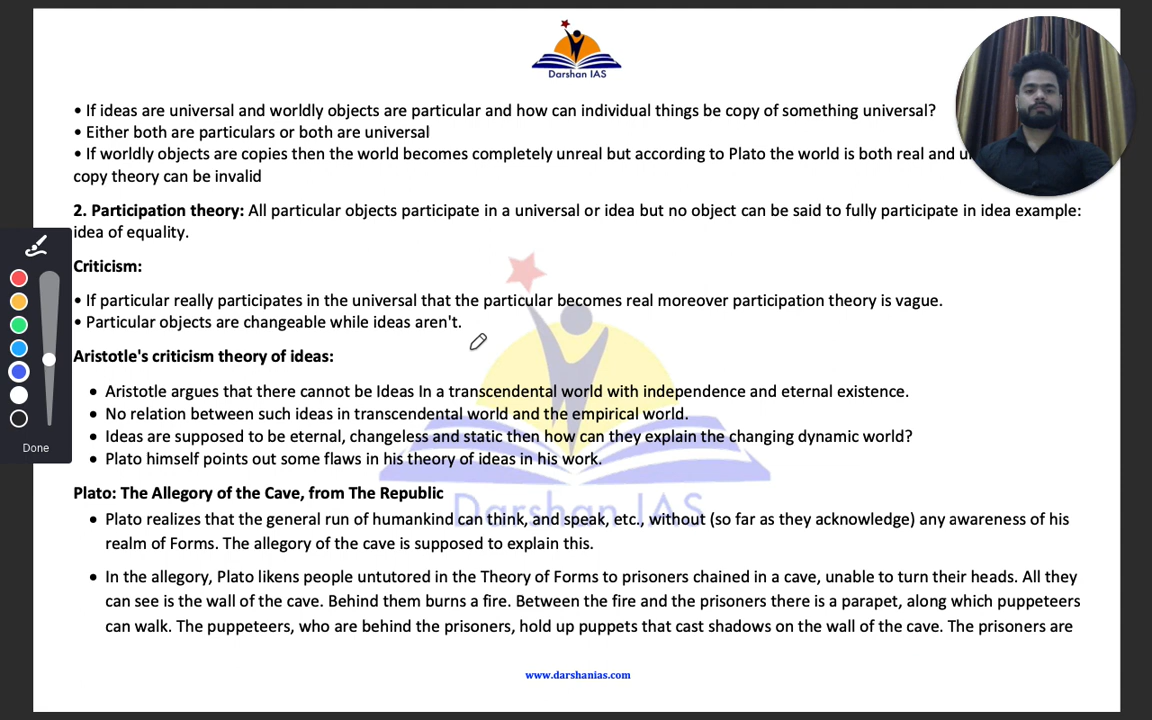 Darshan IAS
• If ideas are universal and worldly objects are particular and how can individual things be copy of something universal?
• Either both are particulars or both are universal
• If worldly objects are copies then the world becomes completely unreal but according to Plato the world is both real and
copy theory can be invalid
2. Participation theory: All particular objects participate in a universal or idea but no object can be said to fully participate in idea example:
idea of equality.
Criticism:
• If particular really participates in the universal that the particular becomes real moreover participation theory is vague.
• Particular objects are changeable while ideas aren't.
Aristotle's criticism theory of ideas:
• Aristotle argues that there cannot be Ideas In a transcendental world with independence and eternal existence.
• No relation between such ideas in transcendental world and the empirical world.
• Ideas are supposed to be eternal, changeless and static then how can they explain the changing dynamic world?
• Plato himself points out some flaws in his theory of ideas in his work.
Done
Plato: The Allegory of the Cave, from The Republic
Darshan IAS
• Plato realizes that the general run of humankind can think, and speak, etc., without (so far as they acknowledge) any awareness of his
realm of Forms. The allegory of the cave is supposed to explain this.
• In the allegory, Plato likens people untutored in the Theory of Forms to prisoners chained in a cave, unable to turn their heads. All they
can see is the wall of the cave. Behind them burns a fire. Between the fire and the prisoners there is a parapet, along which puppeteers
can walk. The puppeteers, who are behind the prisoners, hold up puppets that cast shadows on the wall of the cave. The prisoners are
www.darshanias.com